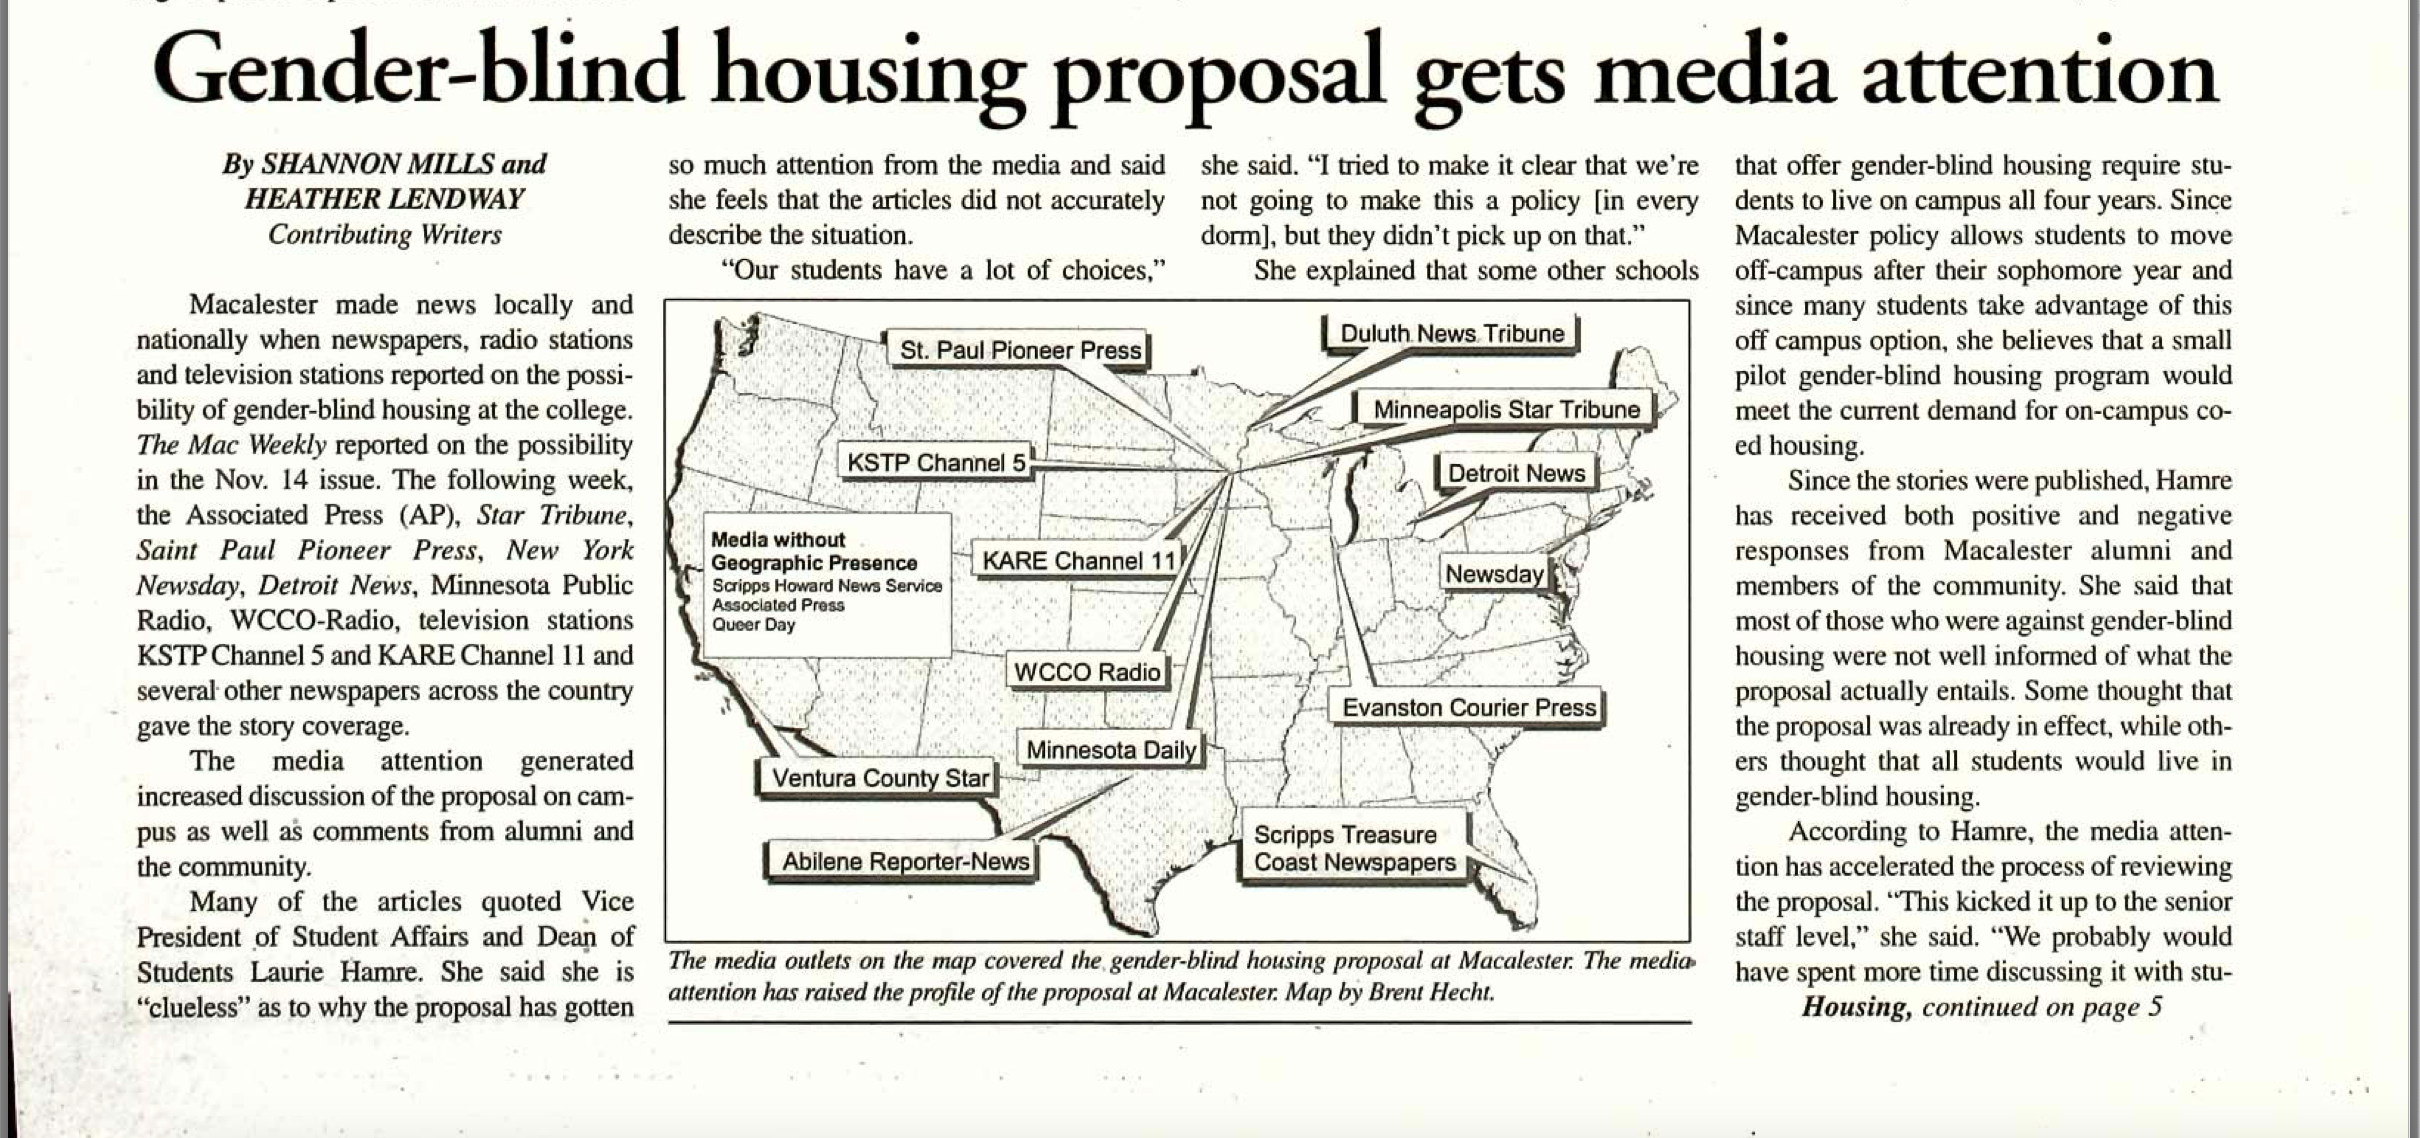 Gender-blind housing proposal gets media attention
By SHANNON MILLS and
HEATHER LENDWAY
Contributing Writers
Macalester made news locally and
nationally when newspapers, radio stations
and television stations reported on the possi-
bility of gender-blind housing at the college.
The Mac Weekly reported on the possibility
in the Nov. 14 issue. The following week,
the Associated Press (AP), Star Tribune,
Saint Paul Pioneer Press, New York
Newsday, Detroit News, Minnesota Public
Radio, WCCO-Radio, television stations
KSTP Channel 5 and KARE Channel 11 and
several other newspapers across the country
gave the story coverage.
The media attention generated
increased discussion of the proposal on cam-
pus as well as comments from alumni and
the community.
Many of the articles quoted Vice
President of Student Affairs and Dean of
Students Laurie Hamre. She said she is
"clueless" as to why the proposal has gotten
so much attention from the media and said
she feels that the articles did not accurately
describe the situation.
"Our students have a lot of choices,"
she said. "I tried to make it clear that we're
not going to make this a policy [in every
dorm], but they didn't pick up on that."
She explained that some other schools
St. Paul Pioneer Press
Duluth News Tribune
Minneapolis Star Tribune
KSTP Channel 5
Detroit News
Media without
Geographic Presence
Scripps Howard News Service
Associated Press
Queer Day
KARE Channel 11
Newsday
WCCO Radio
Evanston Courier Press
Minnesota Daily
Ventura County Star
Abilene Reporter-News
Scripps Treasure
Coast Newspapers
The media outlets on the map covered the gender-blind housing proposal at Macalester. The media
attention has raised the profile of the proposal at Macalester. Map by Brent Hecht.
that offer gender-blind housing require stu-
dents to live on campus all four years. Since
Macalester policy allows students to move
off-campus after their sophomore year and
since many students take advantage of this
off campus option, she believes that a small
pilot gender-blind housing program would
meet the current demand for on-campus co-
ed housing.
Since the stories were published, Hamre
has received both positive and negative
responses from Macalester alumni and
members of the community. She said that
most of those who were against gender-blind
housing were not well informed of what the
proposal actually entails. Some thought that
the proposal was already in effect, while oth-
ers thought that all students would live in
gender-blind housing.
According to Hamre, the media atten-
tion has accelerated the process of reviewing
the proposal. "This kicked it up to the senior
staff level," she said. "We probably would
have spent more time discussing it with stu-
Housing, continued on page 5